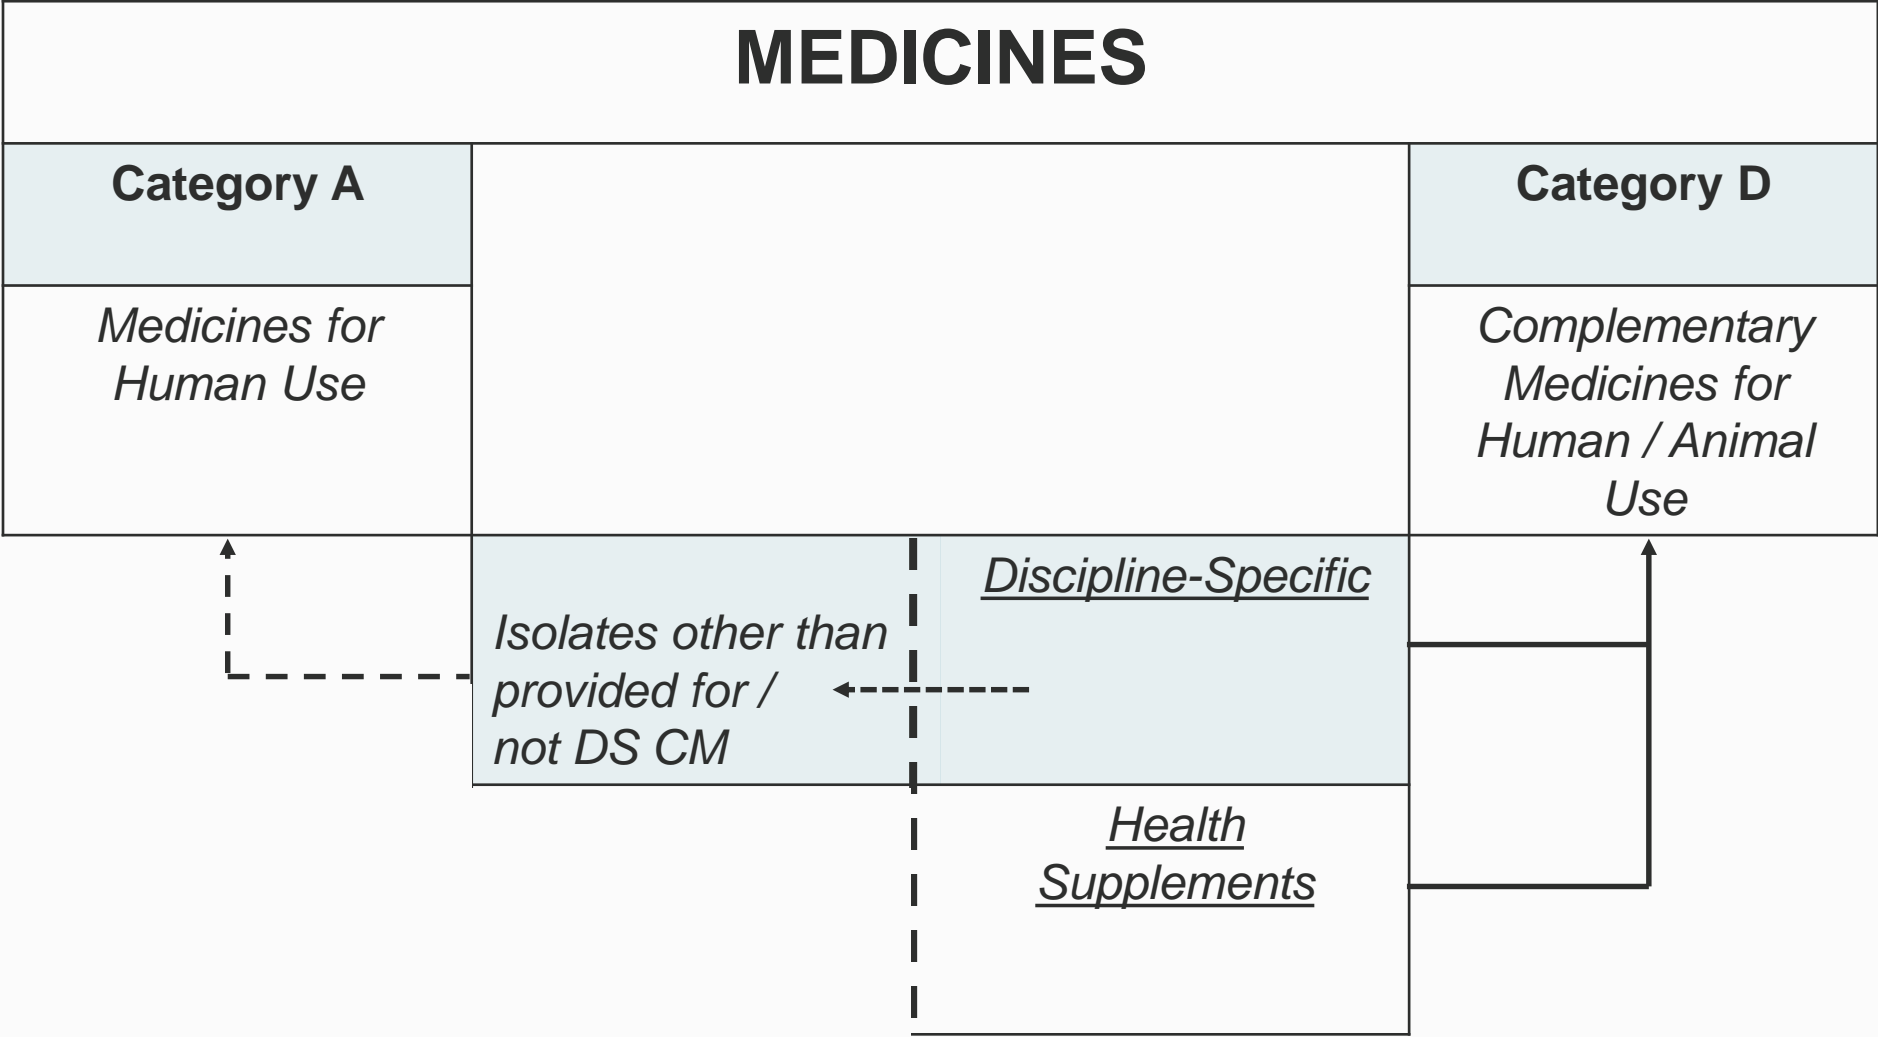 MEDICINES
Category A
Category D
Medicines for
Human Use
Complementary
Medicines for
Human / Animal
Use
Isolates other than
provided for /
not DS CM
Discipline-Specific
Health
Supplements